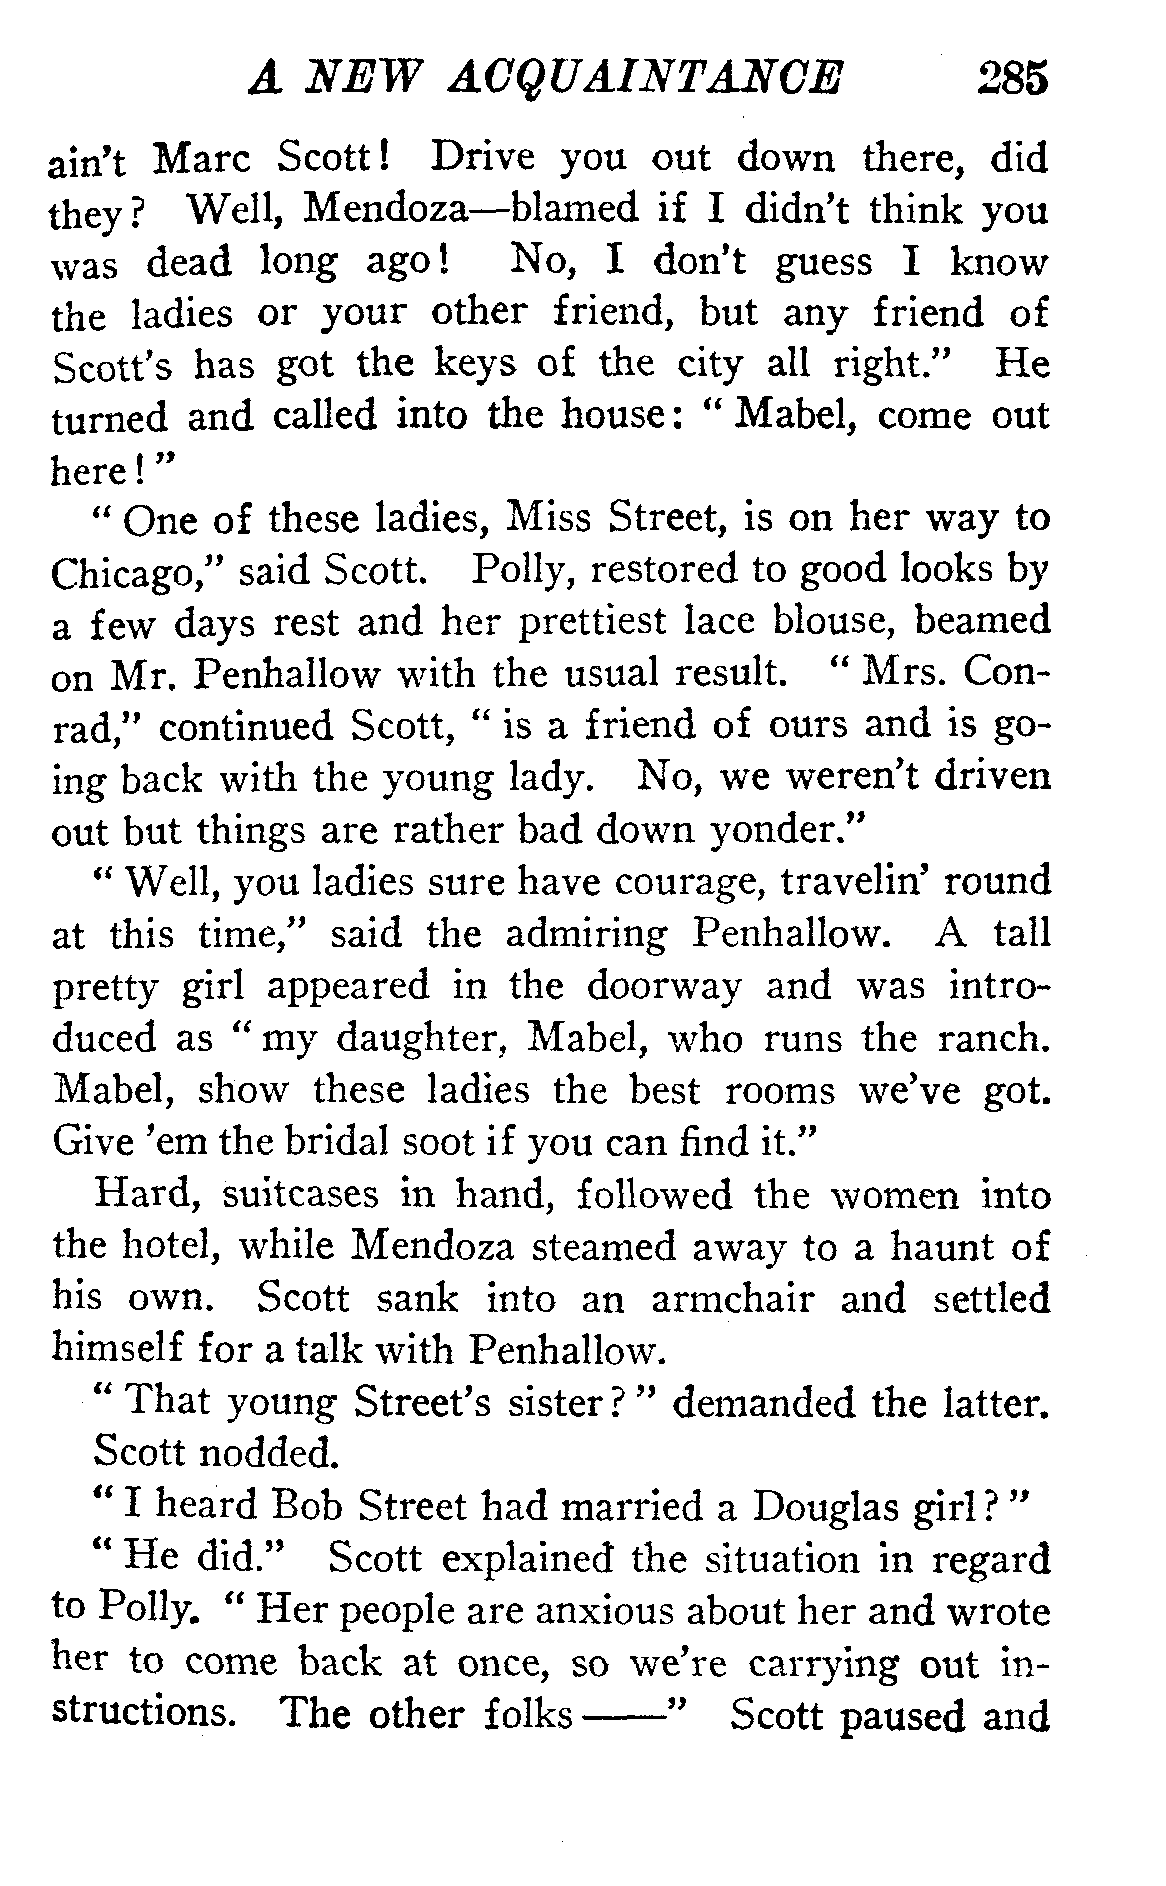 A NEW ACQUAINTANCE 285
ain't Marc Scott! Drive you out down there, did
they? Well, Mendoza—blamed if I didn't think you
was dead long ago! No, I don't guess I know
the ladies or your other friend, but any friend of
Scott's has got the keys of the city all right." He
turned and called into the house: " Mabel, come out
here! "
" One of these ladies, Miss Street, is on her way to
Chicago," said Scott. Polly, restored to good looks by
a few days rest and her prettiest lace blouse, beamed
on Mr. Penhallow with the usual result. " Mrs. Con-
rad," continued Scott, " is a friend of ours and is go-
ing back with the young lady. No, we weren't driven
out but things are rather bad down yonder."
" Well, you ladies sure have courage, travelin' round
at this time," said the admiring Penhallow. A tall
pretty girl appeared in the doorway and was intro-
duced as " my daughter, Mabel, who runs the ranch.
Mabel, show these ladies the best rooms we've got.
Give 'em the bridal soot if you can find it."
Hard, suitcases in hand, followed the women into
the hotel, while Mendoza steamed away to a haunt of
his own. Scott sank into an armchair and settled
himself for a talk with Penhallow.
" That young Street's sister? " demanded the latter.
Scott nodded.
" I heard Bob Street had married a Douglas girl? "
" He did." Scott explained the situation in regard
to Polly. " Her people are anxious about her and wrote
her to come back at once, so we're carrying out in-
structions. The other folks ——" Scott paused and